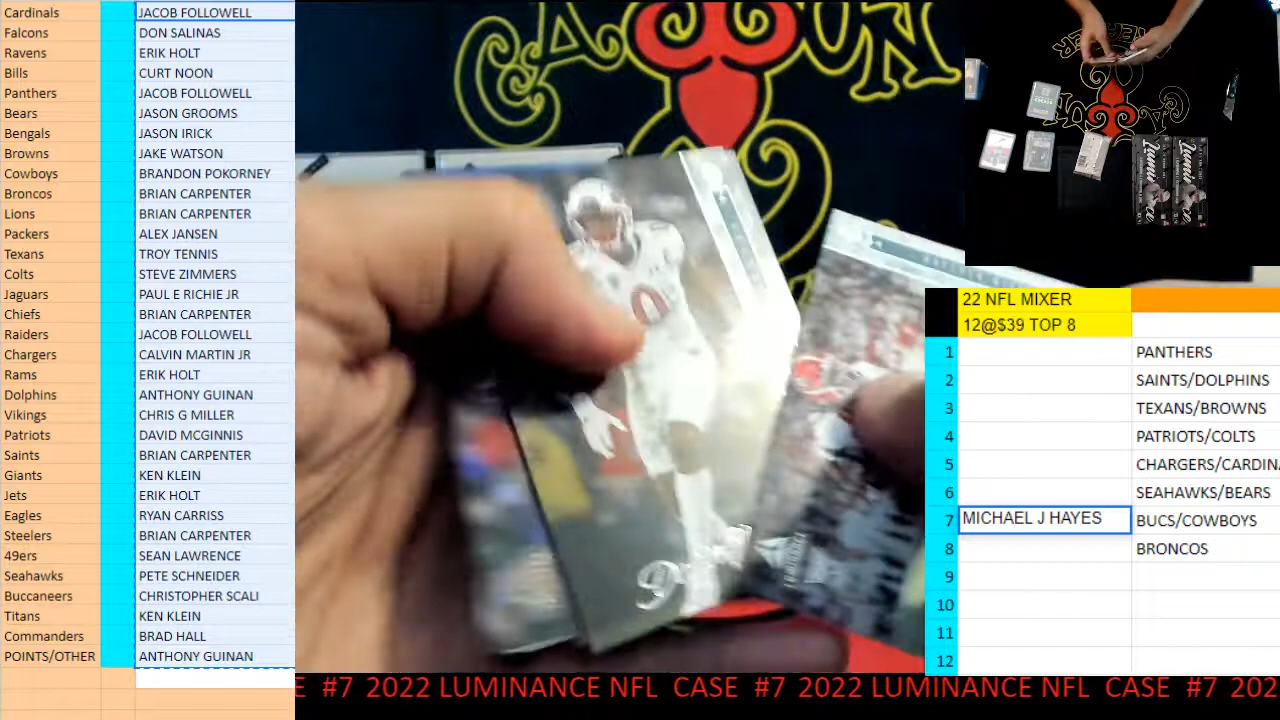 Cardinals JACOB FOLLOWELL
Falcons DON SALINAS
Ravens ERIK HOLT
Bills CURT NOON
Panthers JACOB FOLLOWELL
Bears JASON GROOMS
Bengals JASON IRICK
Browns JAKE WATSON
Cowboys BRANDON POKORNEY
Broncos BRIAN CARPENTER
Lions BRIAN CARPENTER
Packers ALEX JANSEN
Texans TROY TENNIS
Colts STEVE ZIMMERS
Jaguars PAUL E RICHIE JR
Chiefs BRIAN CARPENTER
Raiders JACOB FOLLOWELL
Chargers CALVIN MARTIN JR
Rams ERIK HOLT
Dolphins ANTHONY GUINAN
Vikings CHRIS G MILLER
Patriots DAVID MCGINNIS
Saints BRIAN CARPENTER
Giants KEN KLEIN
Jets ERIK HOLT
Eagles RYAN CARRISS
Steelers BRIAN CARPENTER
49ers SEAN LAWRENCE
Seahawks PETE SCHNEIDER
Buccaneers CHRISTOPHER SCALI
Titans KEN KLEIN
Commanders BRAD HALL
POINTS/OTHER ANTHONY GUINAN
22 NFL MIXER
12@$39 TOP 8
1 PANTHERS
2 SAINTS/DOLPHINS
3 TEXANS/BROWNS
4 PATRIOTS/COLTS
5 CHARGERS/CARDINA
6 SEAHAWKS/BEARS
7 MICHAEL J HAYES BUCS/COWBOYS
8 BRONCOS
9
10
11
12
E #7 2022 LUMINANCE NFL CASE #7 2022 LUMINANCE NFL CASE #7 202